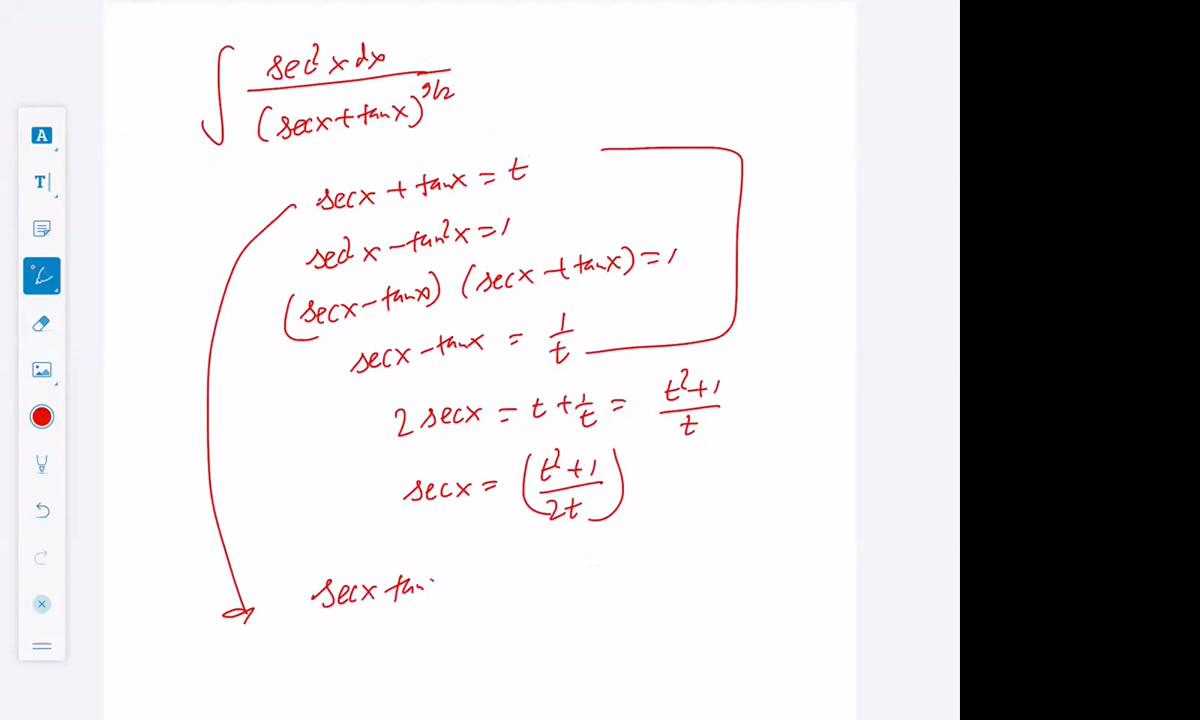 ∫ sec²x dx / (secx + tanx)^9/2
secx + tanx = t
sec²x - tan²x = 1
(secx - tanx) (secx + tanx) = 1
secx - tanx = 1/t
2 secx = t + 1/t = t²+1/t
secx = (t²+1/2t)
secx tan
A
T